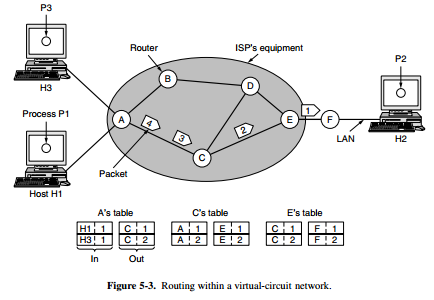 P3
Router
ISP's equipment
P2
H3
B
D
Process P1
A
4
3
2
1
E
F
C
LAN
H2
Packet
Host H1
A's table
C's table
E's table
H1 1 C 1 A 1 E 1 C 1 F 1
H3 1 C 2 A 2 E 2 C 2 F 2
In Out
Figure 5-3. Routing within a virtual-circuit network.